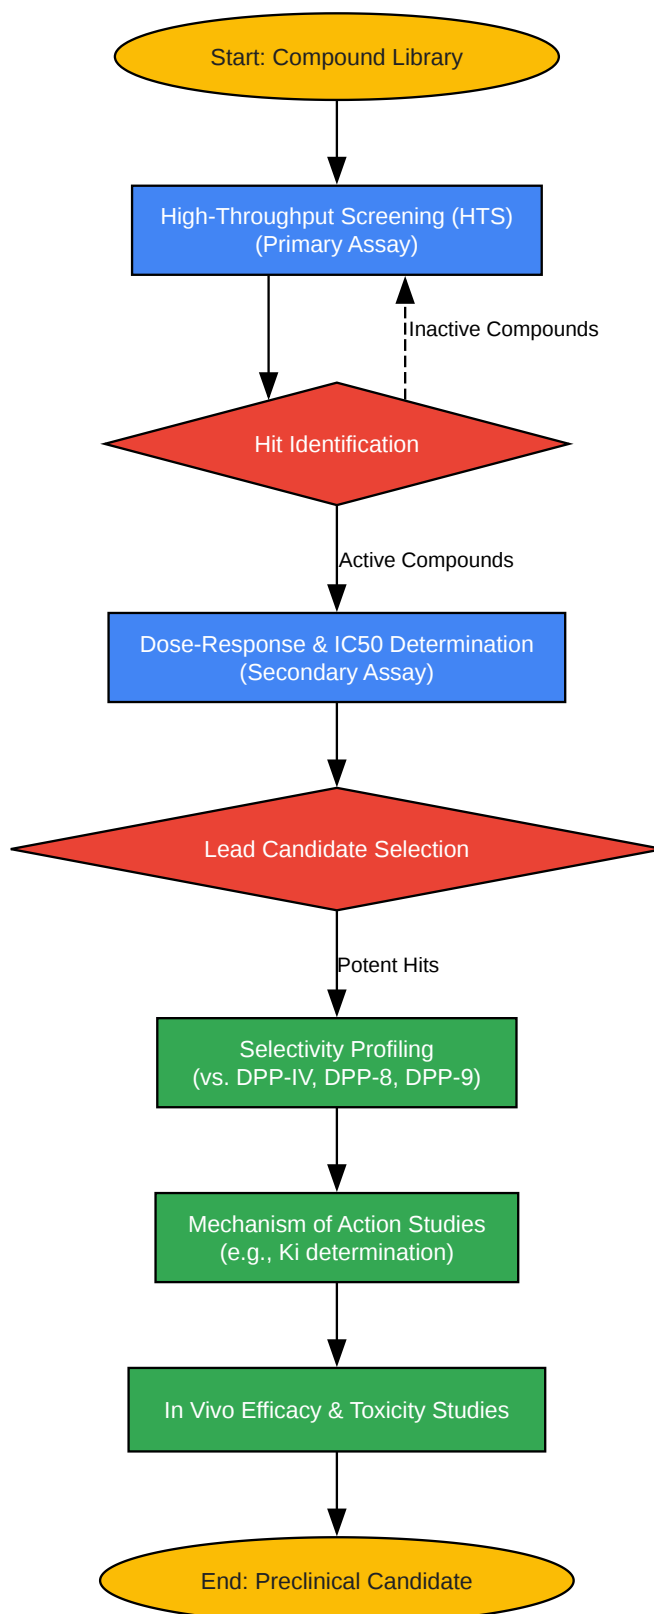 Start: Compound Library
High-Throughput Screening (HTS)
(Primary Assay)
Inactive Compounds
Hit Identification
Active Compounds
Dose-Response & IC50 Determination
(Secondary Assay)
Lead Candidate Selection
Potent Hits
Selectivity Profiling
(vs. DPP-IV, DPP-8, DPP-9)
Mechanism of Action Studies
(e.g., Ki determination)
In Vivo Efficacy & Toxicity Studies
End: Preclinical Candidate